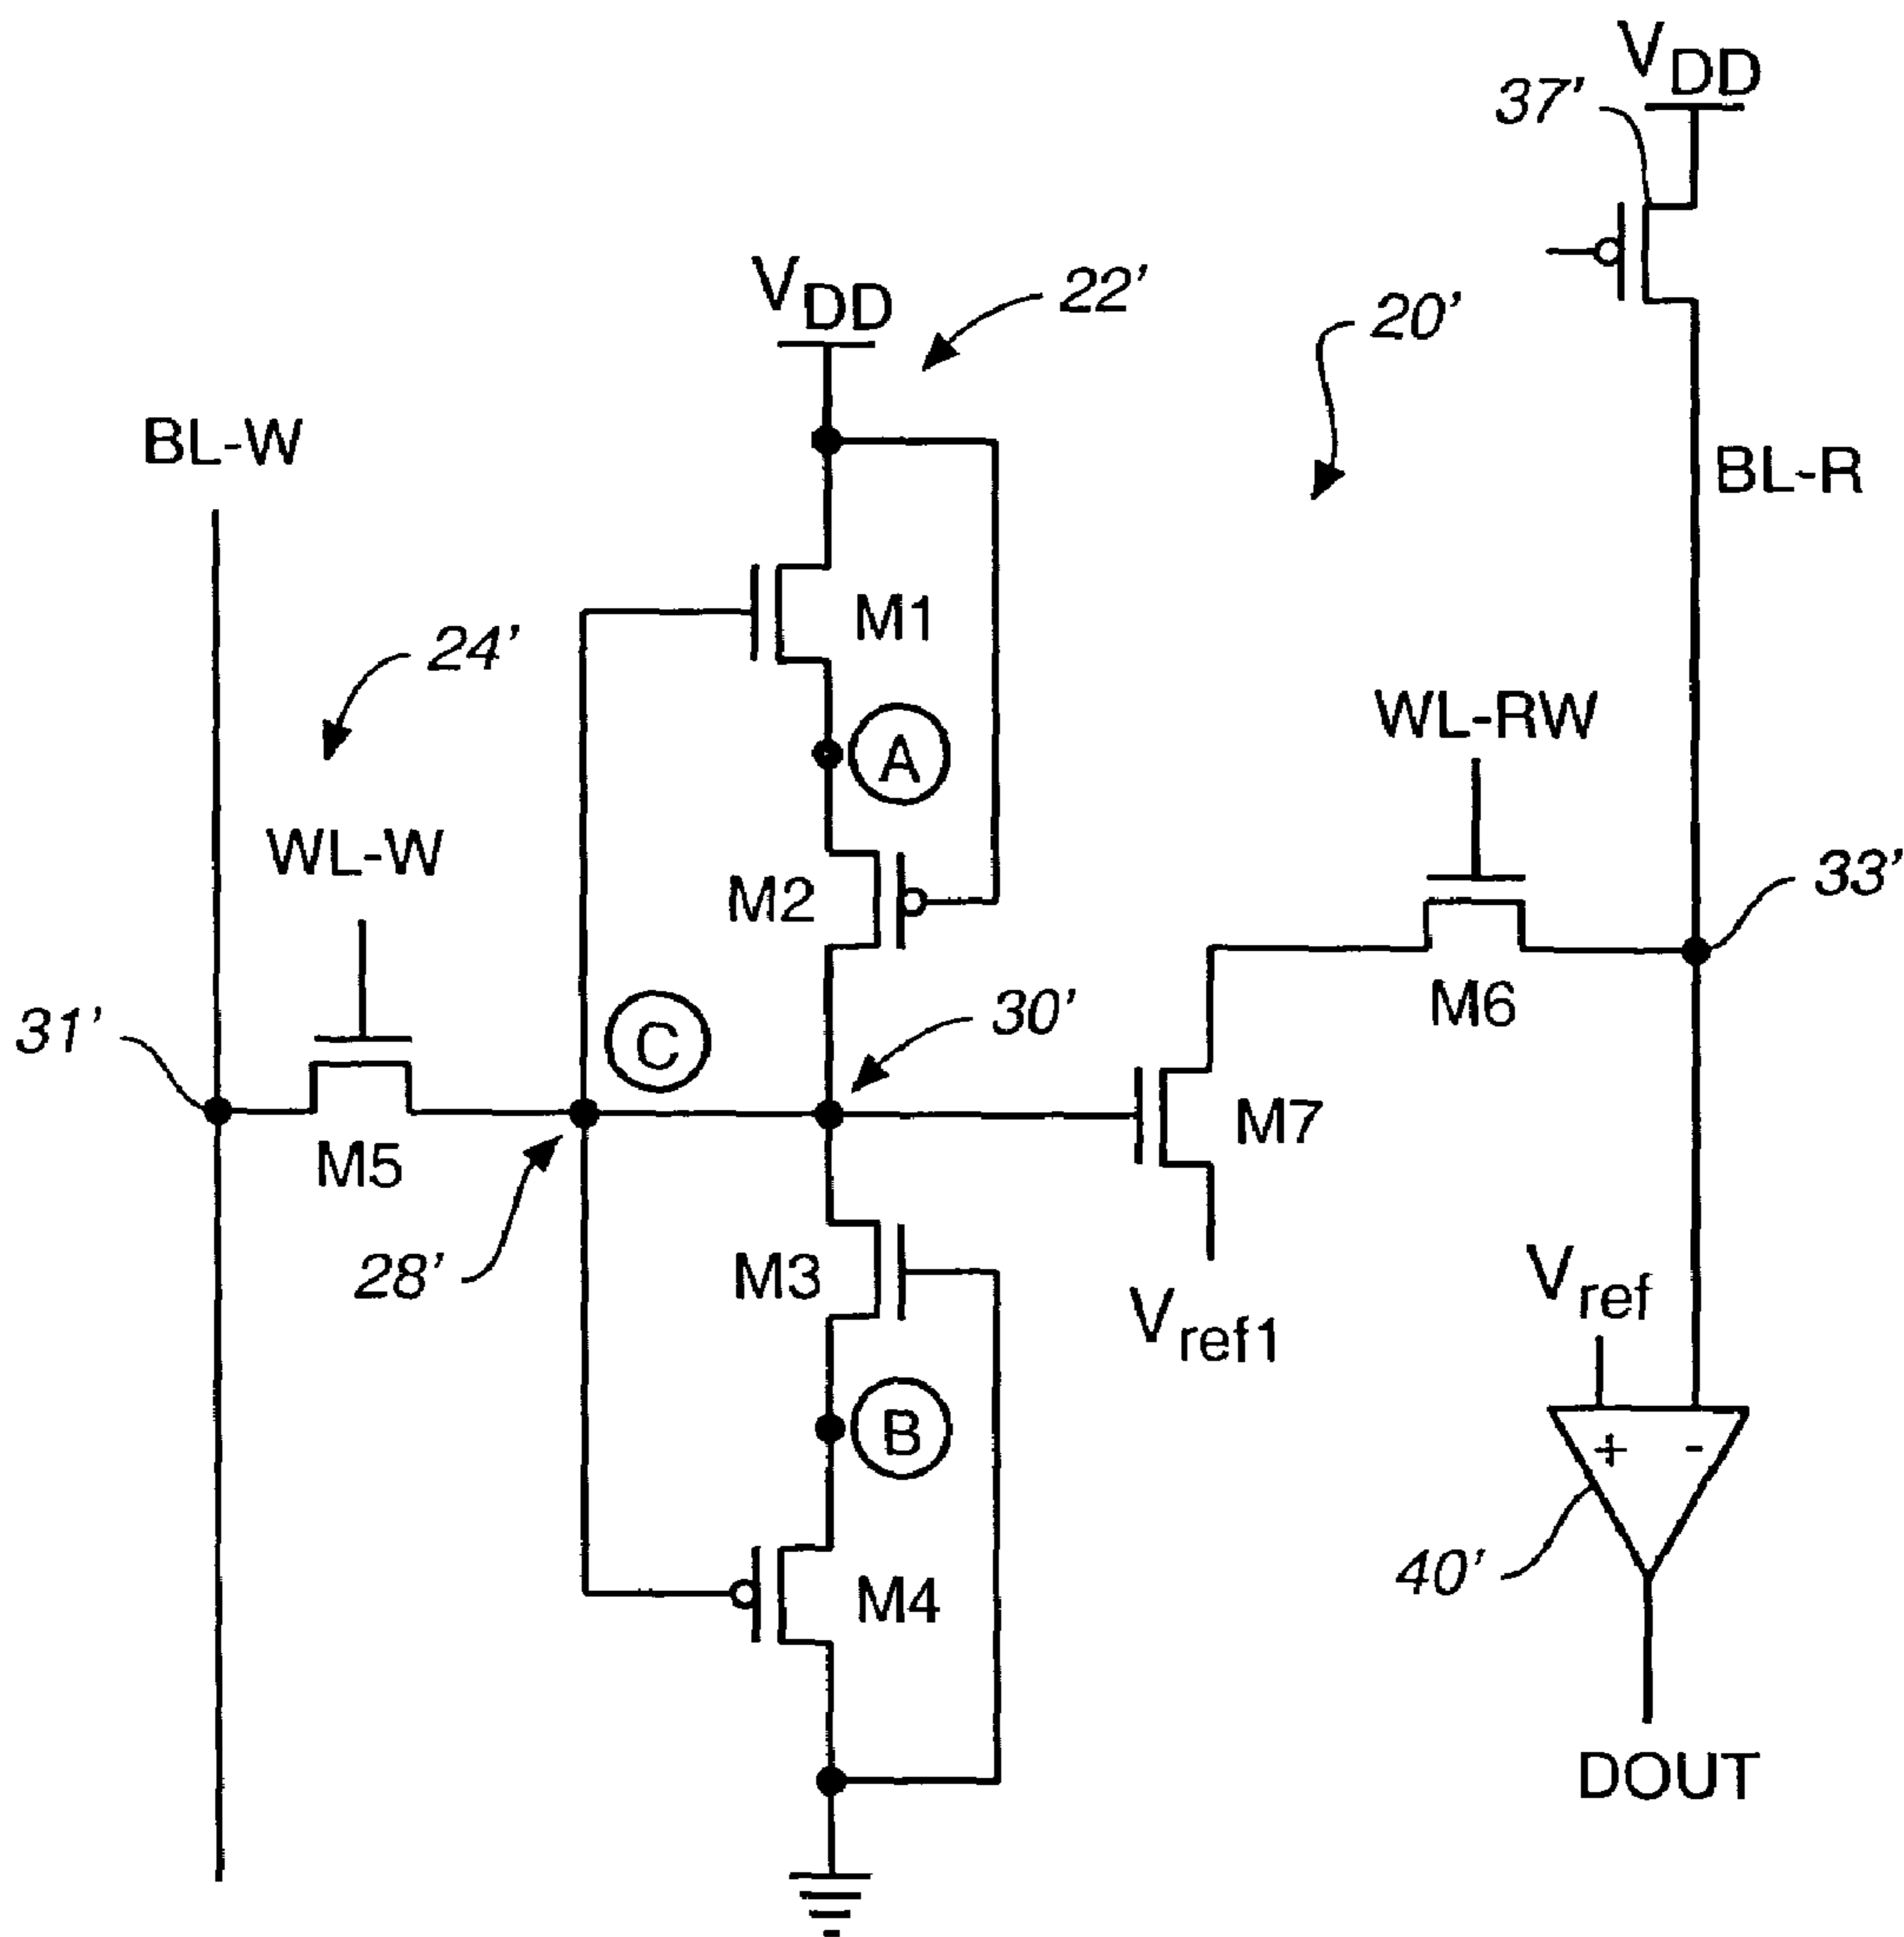 VDD
37'
VDD
22'
20'
BL-W
BL-R
M1
24'
A
WL-RW
WL-W
M2
33'
C
30'
M6
31'
M7
M5
28'
M3
Vref
Vref1
+ -
B
40'
M4
DOUT